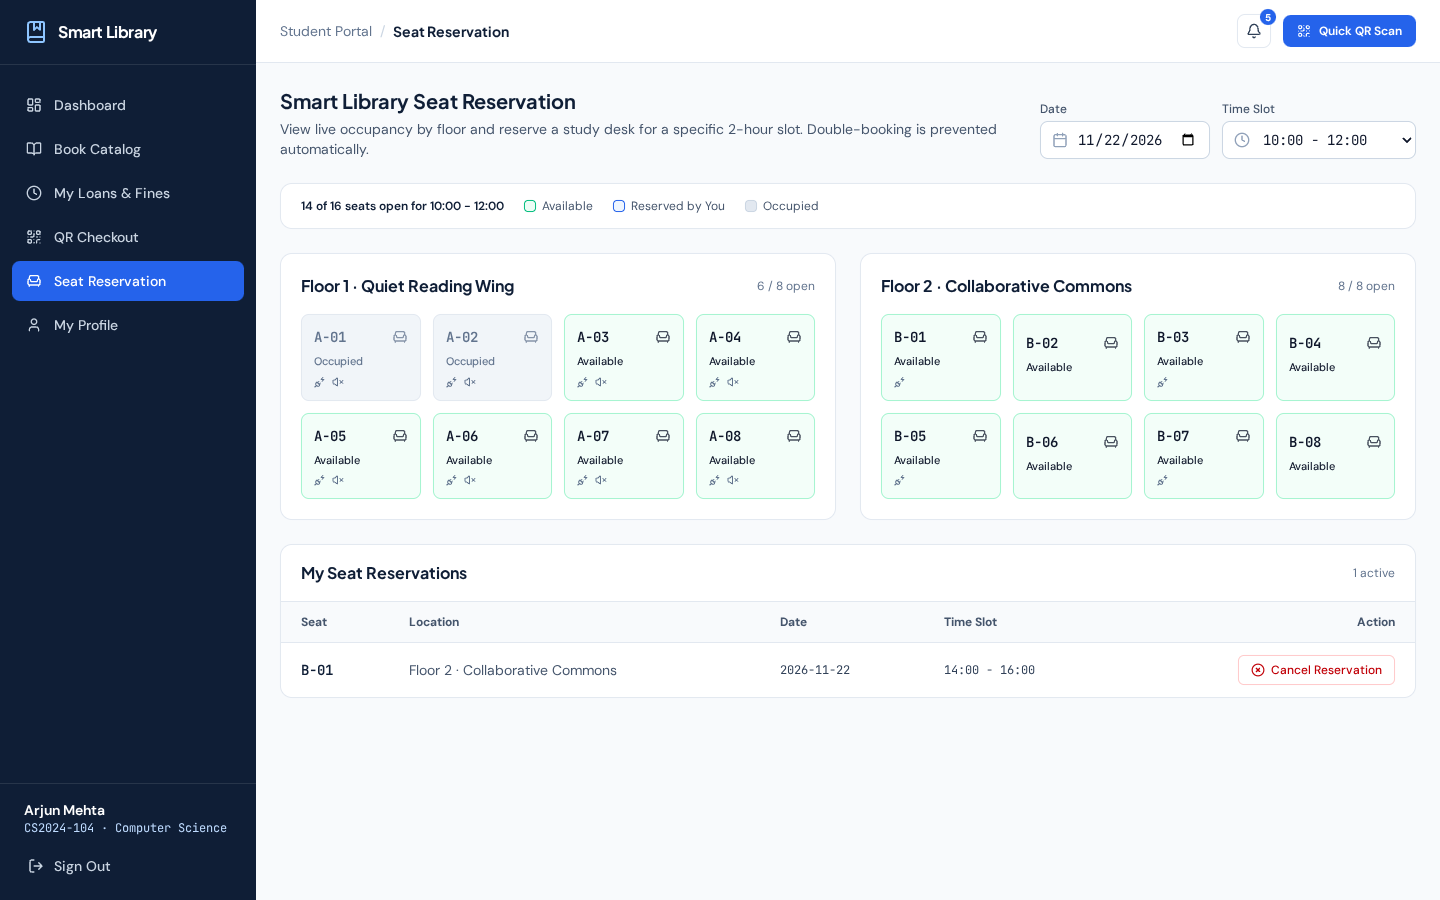 Smart Library
Dashboard
Book Catalog
My Loans & Fines
QR Checkout
Seat Reservation
My Profile
Arjun Mehta
CS2024-104 · Computer Science
Sign Out
Student Portal / Seat Reservation
5
Quick QR Scan
Smart Library Seat Reservation
View live occupancy by floor and reserve a study desk for a specific 2-hour slot. Double-booking is prevented
automatically.
Date
11/22/2026
Time Slot
10:00 - 12:00
14 of 16 seats open for 10:00 - 12:00
Available
Reserved by You
Occupied
Floor 1 · Quiet Reading Wing
6 / 8 open
A-01
Occupied
A-02
Occupied
A-03
Available
A-04
Available
A-05
Available
A-06
Available
A-07
Available
A-08
Available
Floor 2 · Collaborative Commons
8 / 8 open
B-01
Available
B-02
Available
B-03
Available
B-04
Available
B-05
Available
B-06
Available
B-07
Available
B-08
Available
My Seat Reservations
1 active
Seat Location Date Time Slot Action
B-01 Floor 2 · Collaborative Commons 2026-11-22 14:00 - 16:00 Cancel Reservation